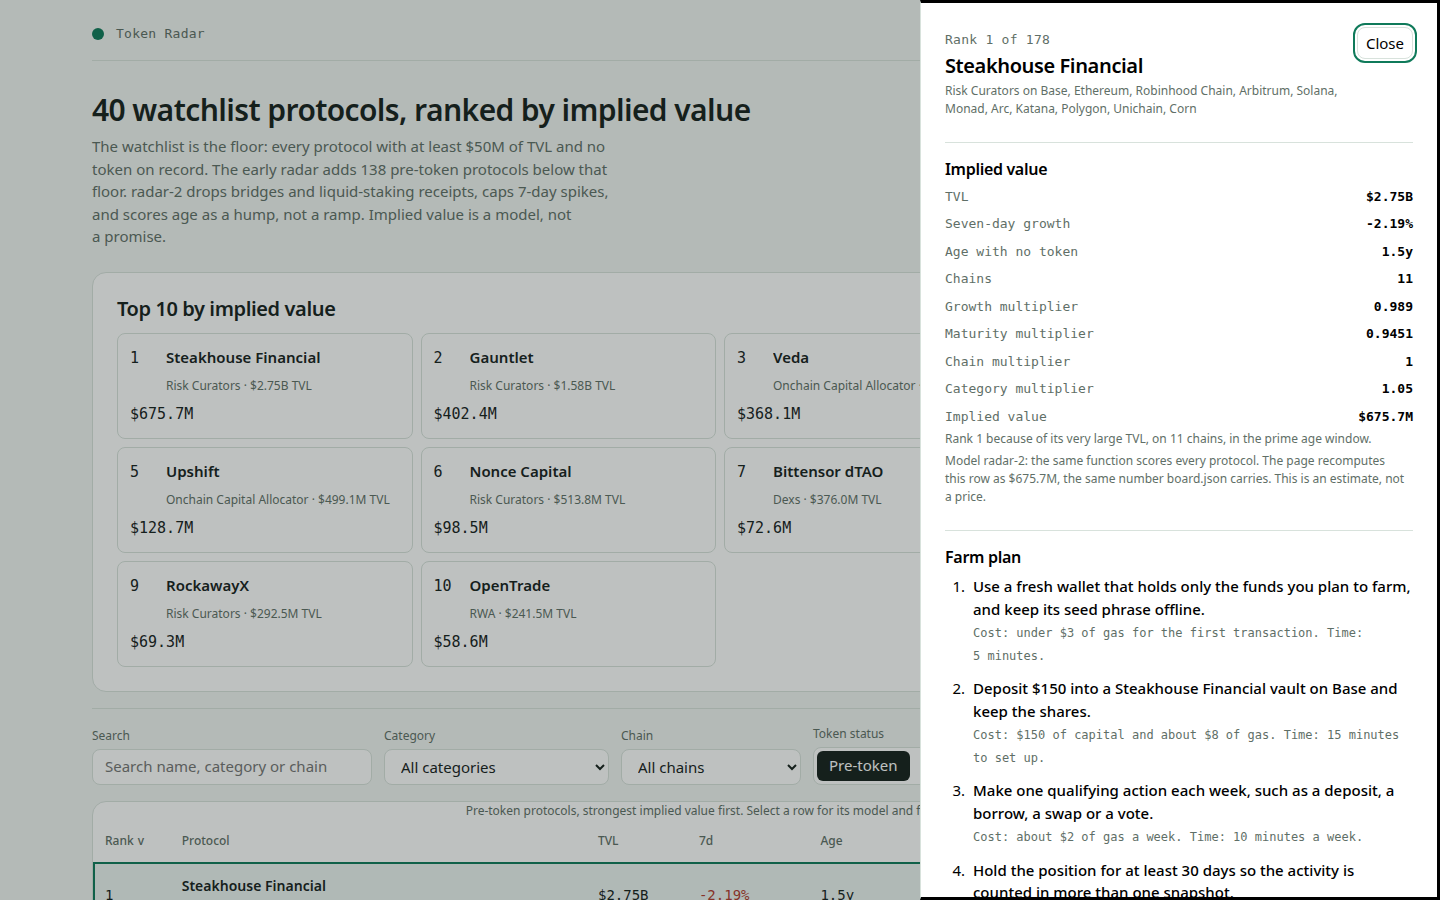 Token Radar
40 watchlist protocols, ranked by implied value
The watchlist is the floor: every protocol with at least $50M of TVL and no
token on record. The early radar adds 138 pre-token protocols below that
floor. radar-2 drops bridges and liquid-staking receipts, caps 7-day spikes,
and scores age as a hump, not a ramp. Implied value is a model, not
a promise.
Top 10 by implied value
1 Steakhouse Financial
Risk Curators · $2.75B TVL
$675.7M
2 Gauntlet
Risk Curators · $1.58B TVL
$402.4M
3 Veda
Onchain Capital Allocator
$368.1M
5 Upshift
Onchain Capital Allocator · $499.1M TVL
$128.7M
6 Nonce Capital
Risk Curators · $513.8M TVL
$98.5M
7 Bittensor dTAO
Dexs · $376.0M TVL
$72.6M
9 RockawayX
Risk Curators · $292.5M TVL
$69.3M
10 OpenTrade
RWA · $241.5M TVL
$58.6M
Search
Category
Chain
Token status
Search name, category or chain
All categories
All chains
Pre-token
Pre-token protocols, strongest implied value first. Select a row for its model and f
Rank v Protocol TVL 7d Age
1 Steakhouse Financial $2.75B -2.19% 1.5y
Rank 1 of 178
Close
Steakhouse Financial
Risk Curators on Base, Ethereum, Robinhood Chain, Arbitrum, Solana,
Monad, Arc, Katana, Polygon, Unichain, Corn
Implied value
TVL $2.75B
Seven-day growth -2.19%
Age with no token 1.5y
Chains 11
Growth multiplier 0.989
Maturity multiplier 0.9451
Chain multiplier 1
Category multiplier 1.05
Implied value $675.7M
Rank 1 because of its very large TVL, on 11 chains, in the prime age window.
Model radar-2: the same function scores every protocol. The page recomputes
this row as $675.7M, the same number board.json carries. This is an estimate, not
a price.
Farm plan
1. Use a fresh wallet that holds only the funds you plan to farm,
and keep its seed phrase offline.
Cost: under $3 of gas for the first transaction. Time:
5 minutes.
2. Deposit $150 into a Steakhouse Financial vault on Base and
keep the shares.
Cost: $150 of capital and about $8 of gas. Time: 15 minutes
to set up.
3. Make one qualifying action each week, such as a deposit, a
borrow, a swap or a vote.
Cost: about $2 of gas a week. Time: 10 minutes a week.
4. Hold the position for at least 30 days so the activity is
counted in more than one snapshot.